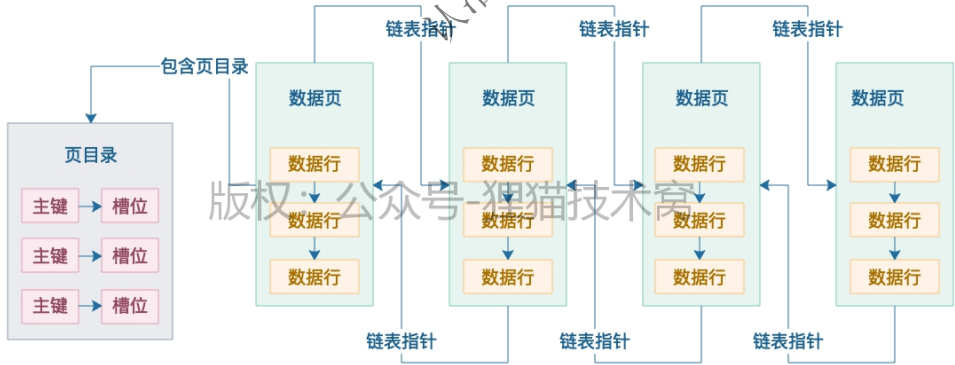 链表指针
链表指针
链表指针
包含页目录
数据页
数据页
数据页
数据页
页目录
数据行
数据行
数据行
数据行
主键
槽位
数据行
数据行
数据行
数据行
版权：公众号-狸猫技术窝
主键
槽位
数据行
数据行
数据行
数据行
主键
槽位
链表指针
链表指针
链表指针